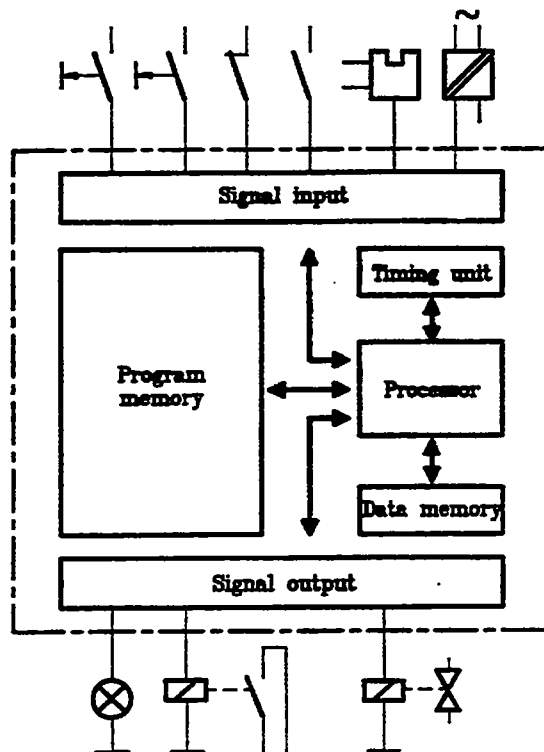 Signal input
Timing unit
Program
memory
Processor
Data memory
Signal output